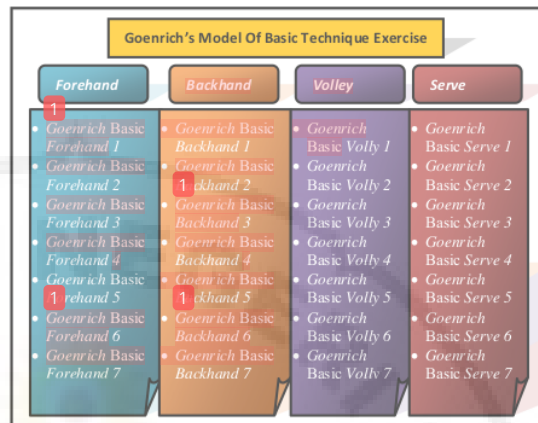 Goenrich's Model Of Basic Technique Exercise
Forehand
1
• Goenrich Basic
Forehand 1
• Goenrich Basic
Forehand 2
• Goenrich Basic
Forehand 3
• Goenrich Basic
Forehand 4
• Goenrich Basic
1
Forehand 5
• Goenrich Basic
Forehand 6
• Goenrich Basic
Forehand 7
Backhand
• Goenrich Basic
Backhand 1
• Goenrich Basic
1
Backhand 2
• Goenrich Basic
Backhand 3
• Goenrich Basic
Backhand 4
• Goenrich Basic
1
Backhand 5
• Goenrich Basic
Backhand 6
• Goenrich Basic
Backhand 7
Volley
• Goenrich
Basic Volly 1
• Goenrich
Basic Volly 2
• Goenrich
Basic Volly 3
• Goenrich
Basic Volly 4
• Goenrich
Basic Volly 5
• Goenrich
Basic Volly 6
• Goenrich
Basic Volly 7
Serve
• Goenrich
Basic Serve 1
• Goenrich
Basic Serve 2
• Goenrich
Basic Serve 3
• Goenrich
Basic Serve 4
• Goenrich
Basic Serve 5
• Goenrich
Basic Serve 6
• Goenrich
Basic Serve 7